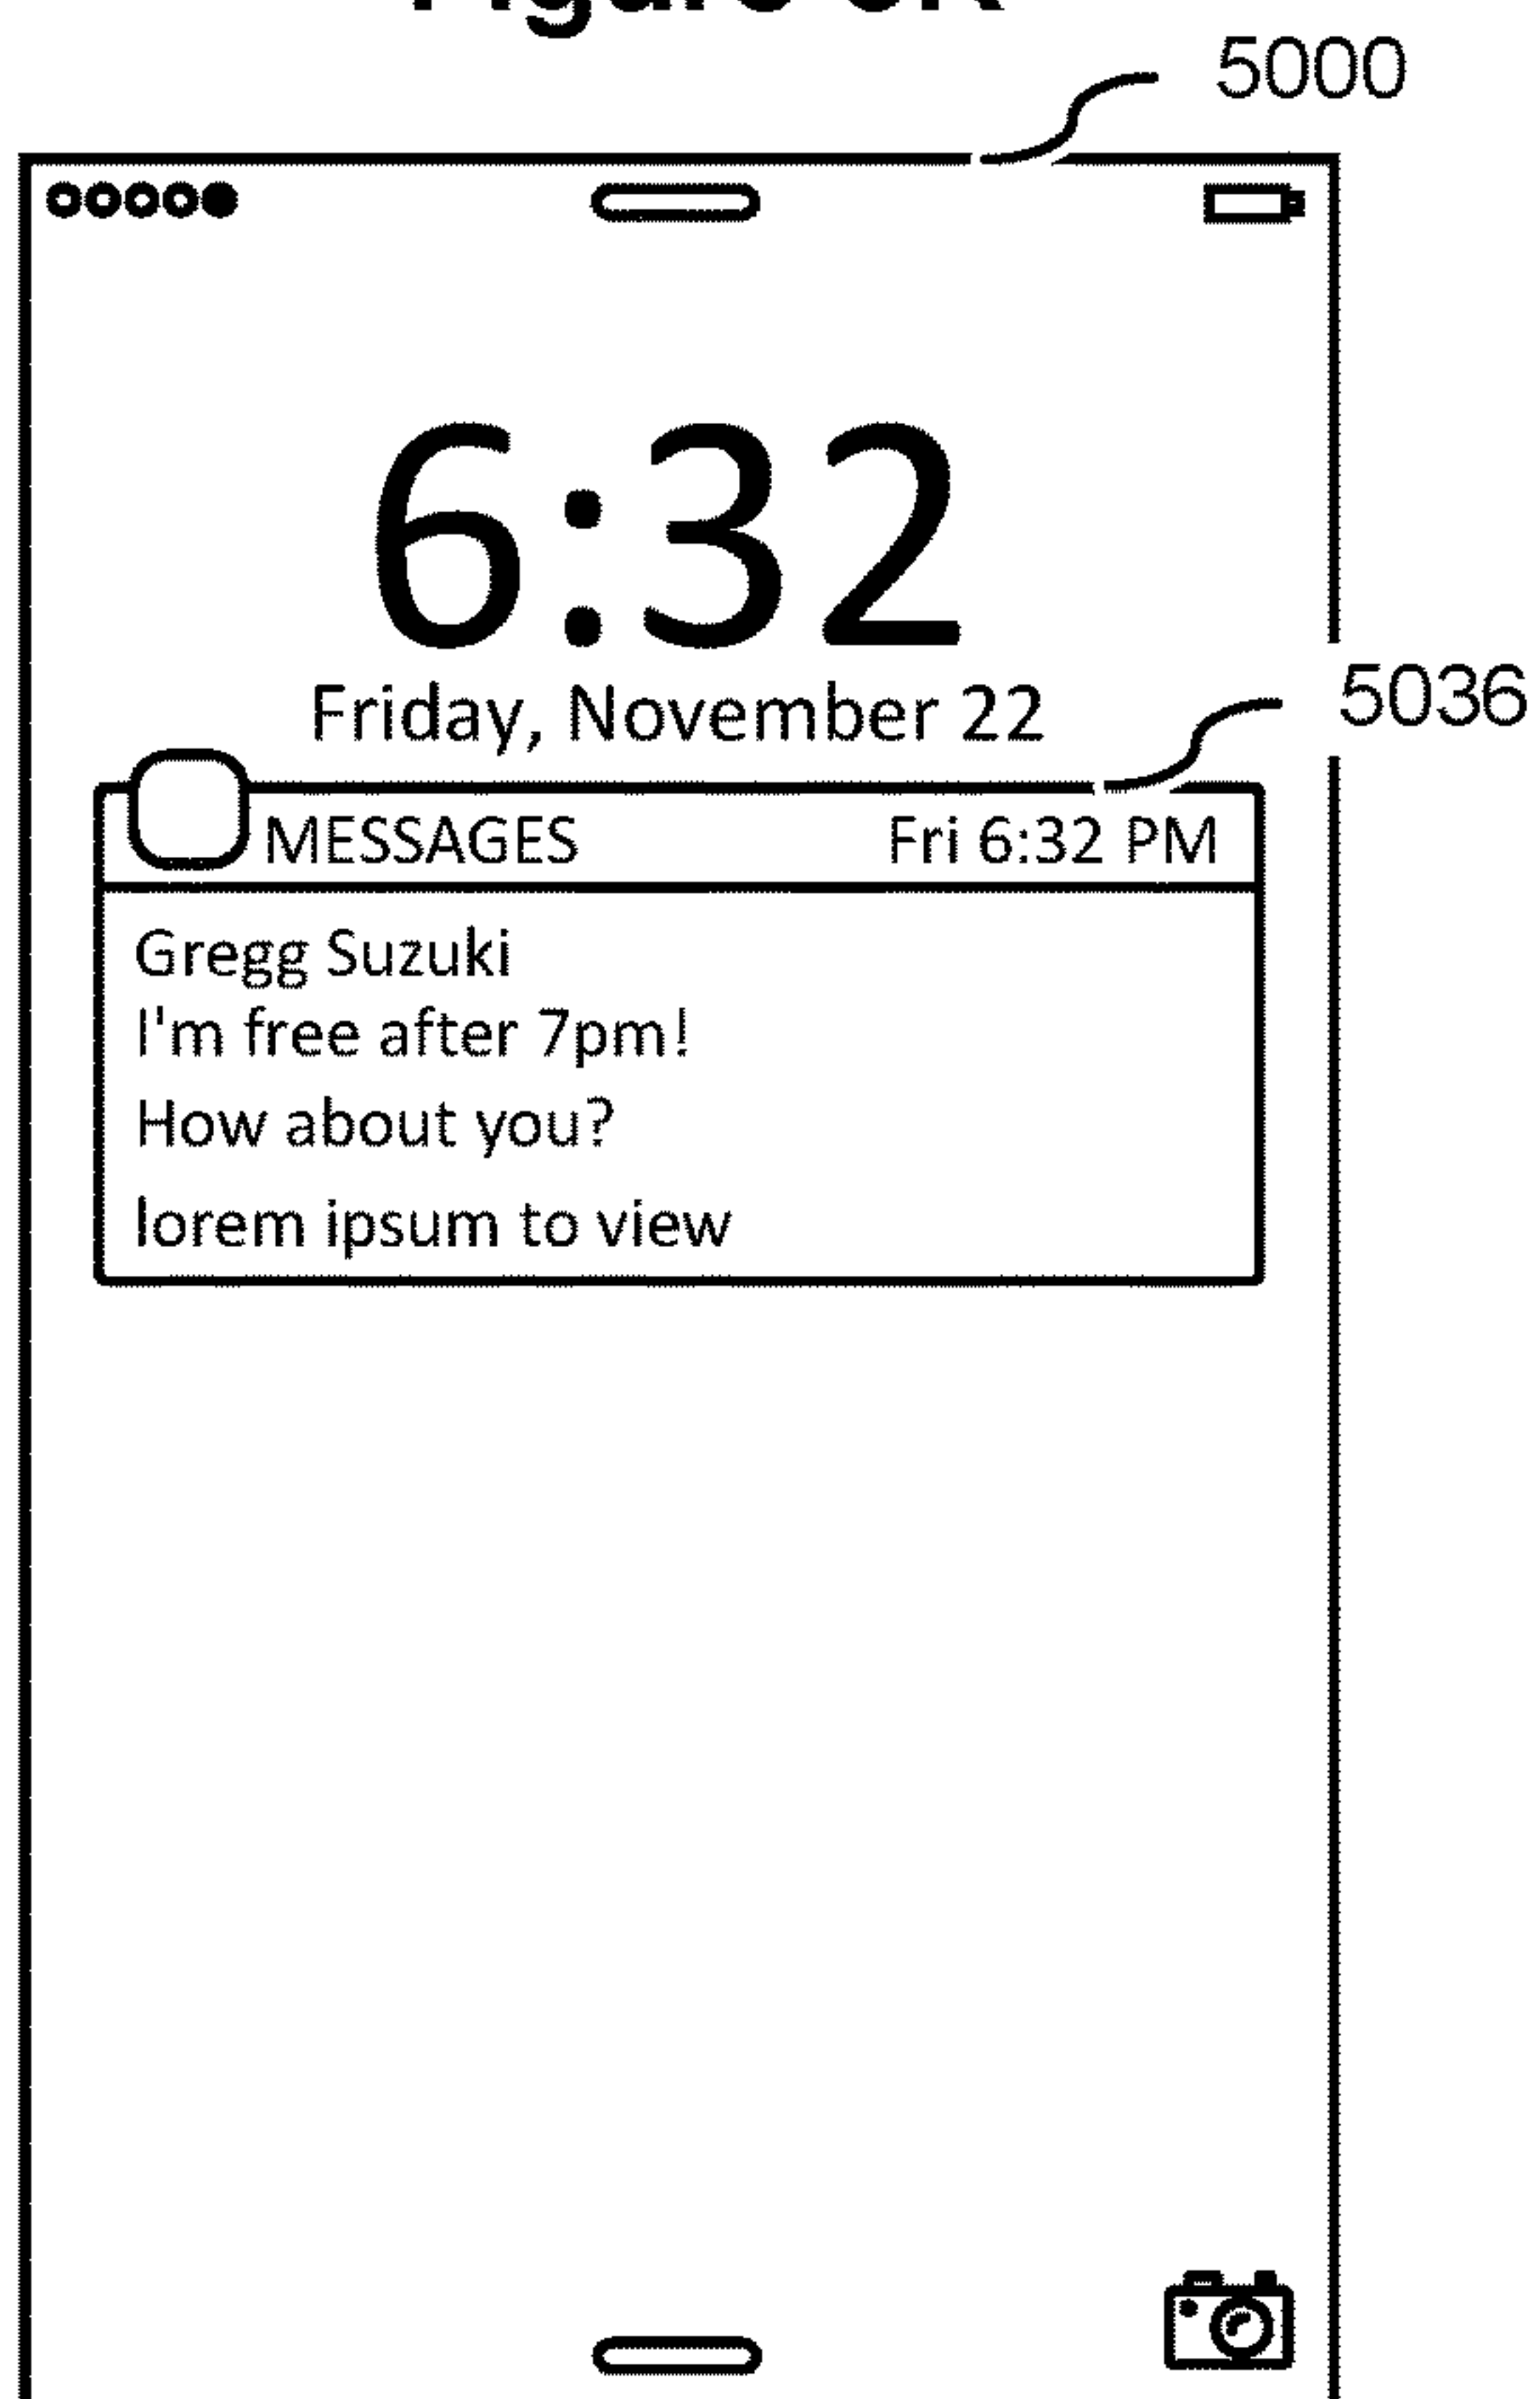 5000
6:32
Friday, November 22
5036
MESSAGES Fri 6:32 PM
Gregg Suzuki
I'm free after 7pm!
How about you?
lorem ipsum to view